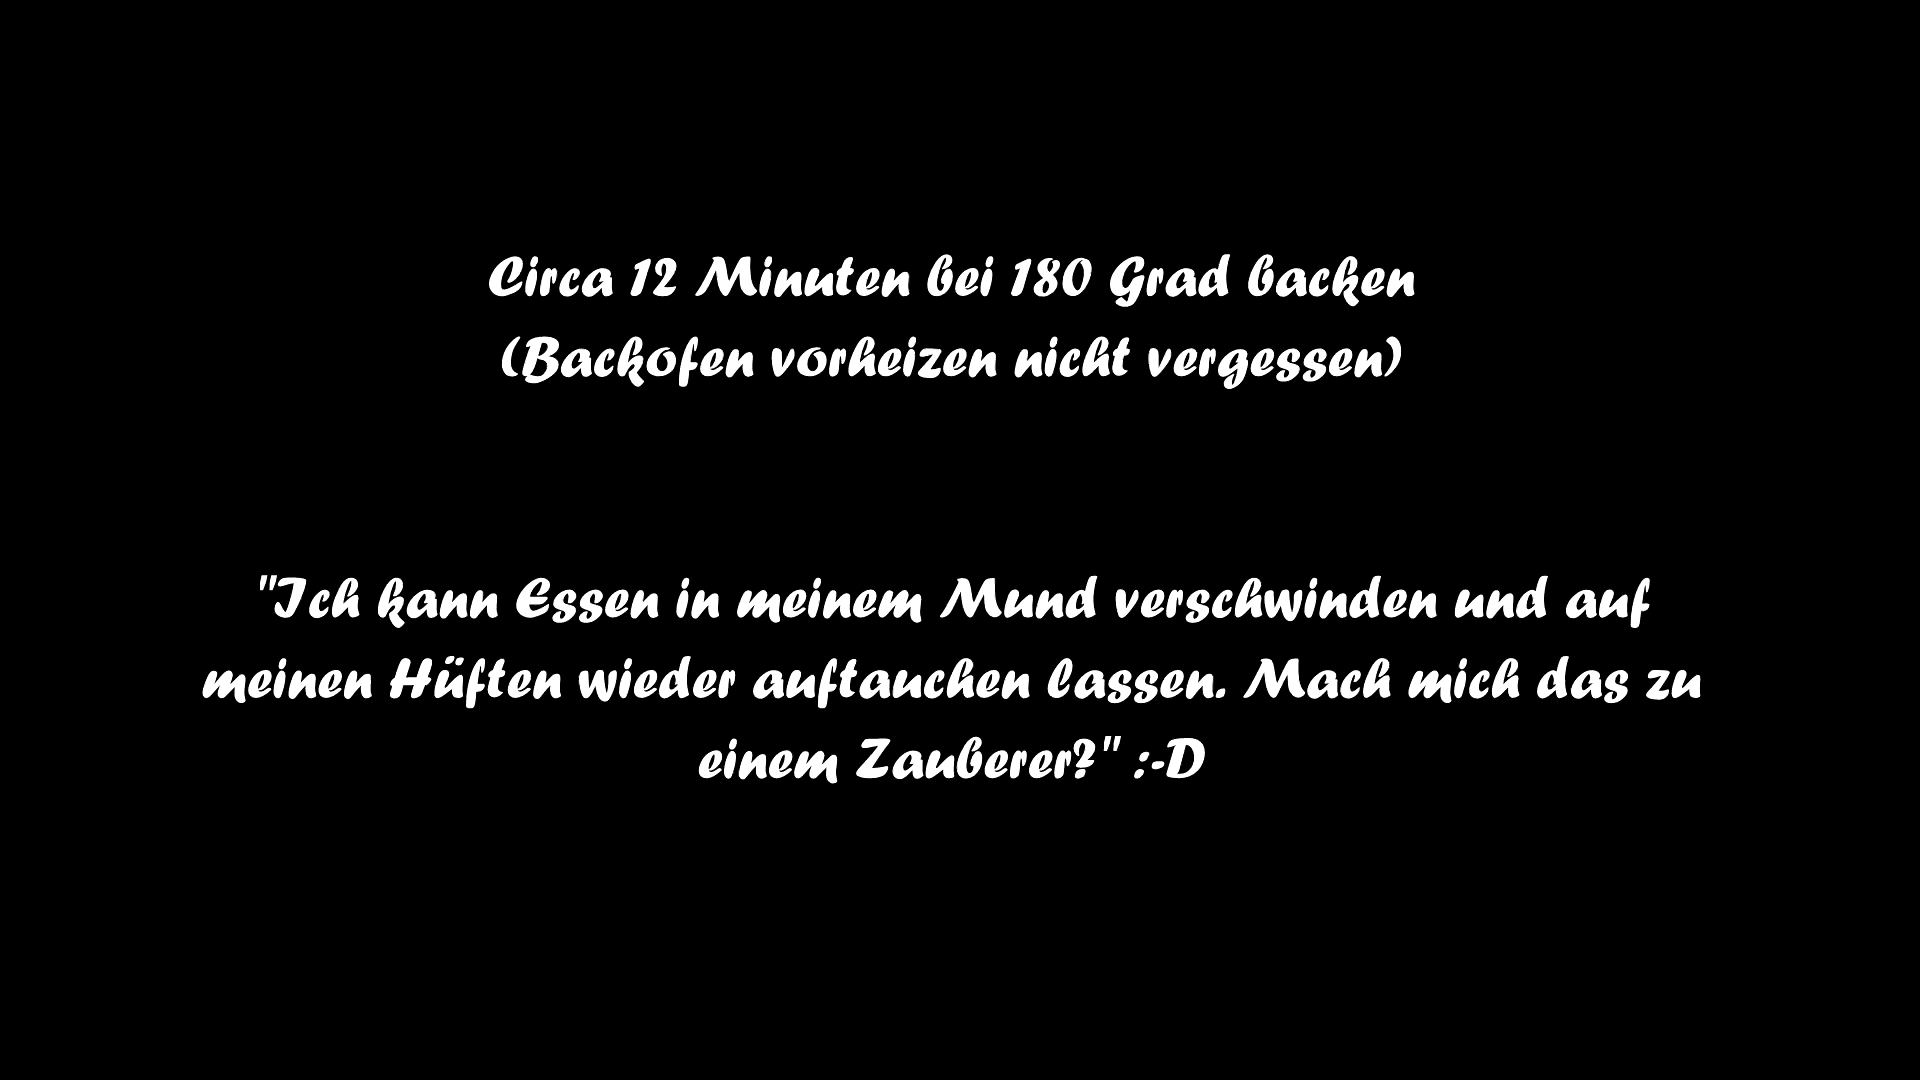 Circa 12 Minuten bei 180 Grad backen
(Backofen vorheizen nicht vergessen)
"Ich kann Essen in meinem Mund verschwinden und auf
meinen Hüften wieder auftauchen lassen. Mach mich das zu
einem Zauberer?" :-D